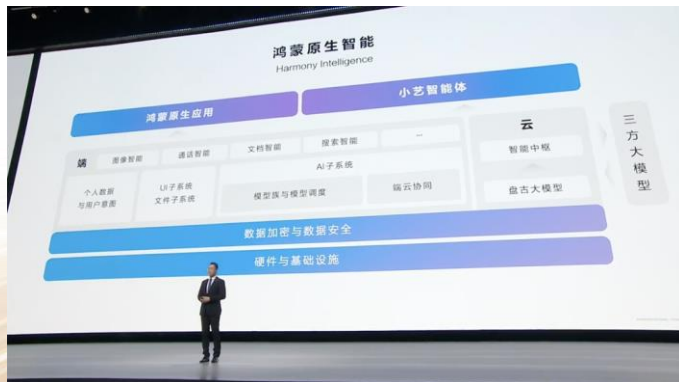 鸿蒙原生智能
Harmony Intelligence
鸿蒙原生应用
小艺智能体
端
图像智能
通话智能
文档智能
搜索智能
...
个人数据
与用户意图
UI子系统
文件子系统
AI子系统
模型族与模型调度
端云协同
云
智能中枢
盘古大模型
三方大模型
数据加密与数据安全
硬件与基础设施